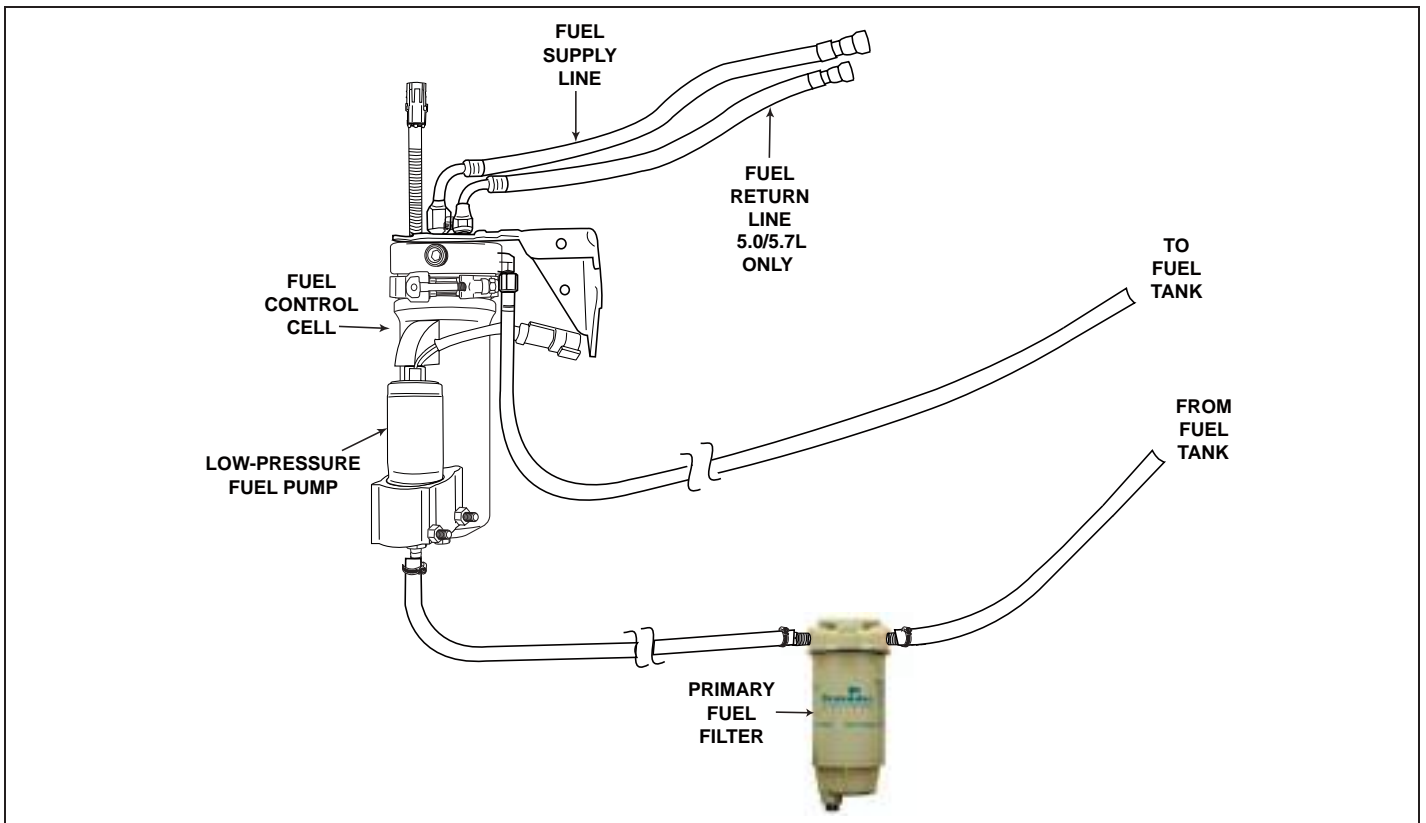 FUEL
SUPPLY
LINE
FUEL
RETURN
LINE
5.0/5.7L
ONLY
TO
FUEL
TANK
FUEL
CONTROL
CELL
FROM
FUEL
TANK
LOW-PRESSURE
FUEL PUMP
PRIMARY
FUEL
FILTER